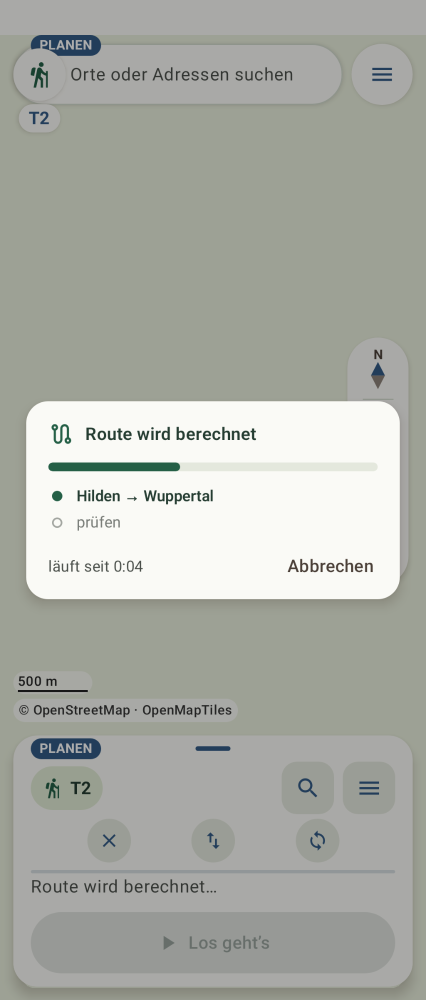 PLANEN
Orte oder Adressen suchen
T2
N
Route wird berechnet
Hilden → Wuppertal
prüfen
läuft seit 0:04
Abbrechen
500 m
© OpenStreetMap · OpenMapTiles
PLANEN
T2
Route wird berechnet…
Los geht's